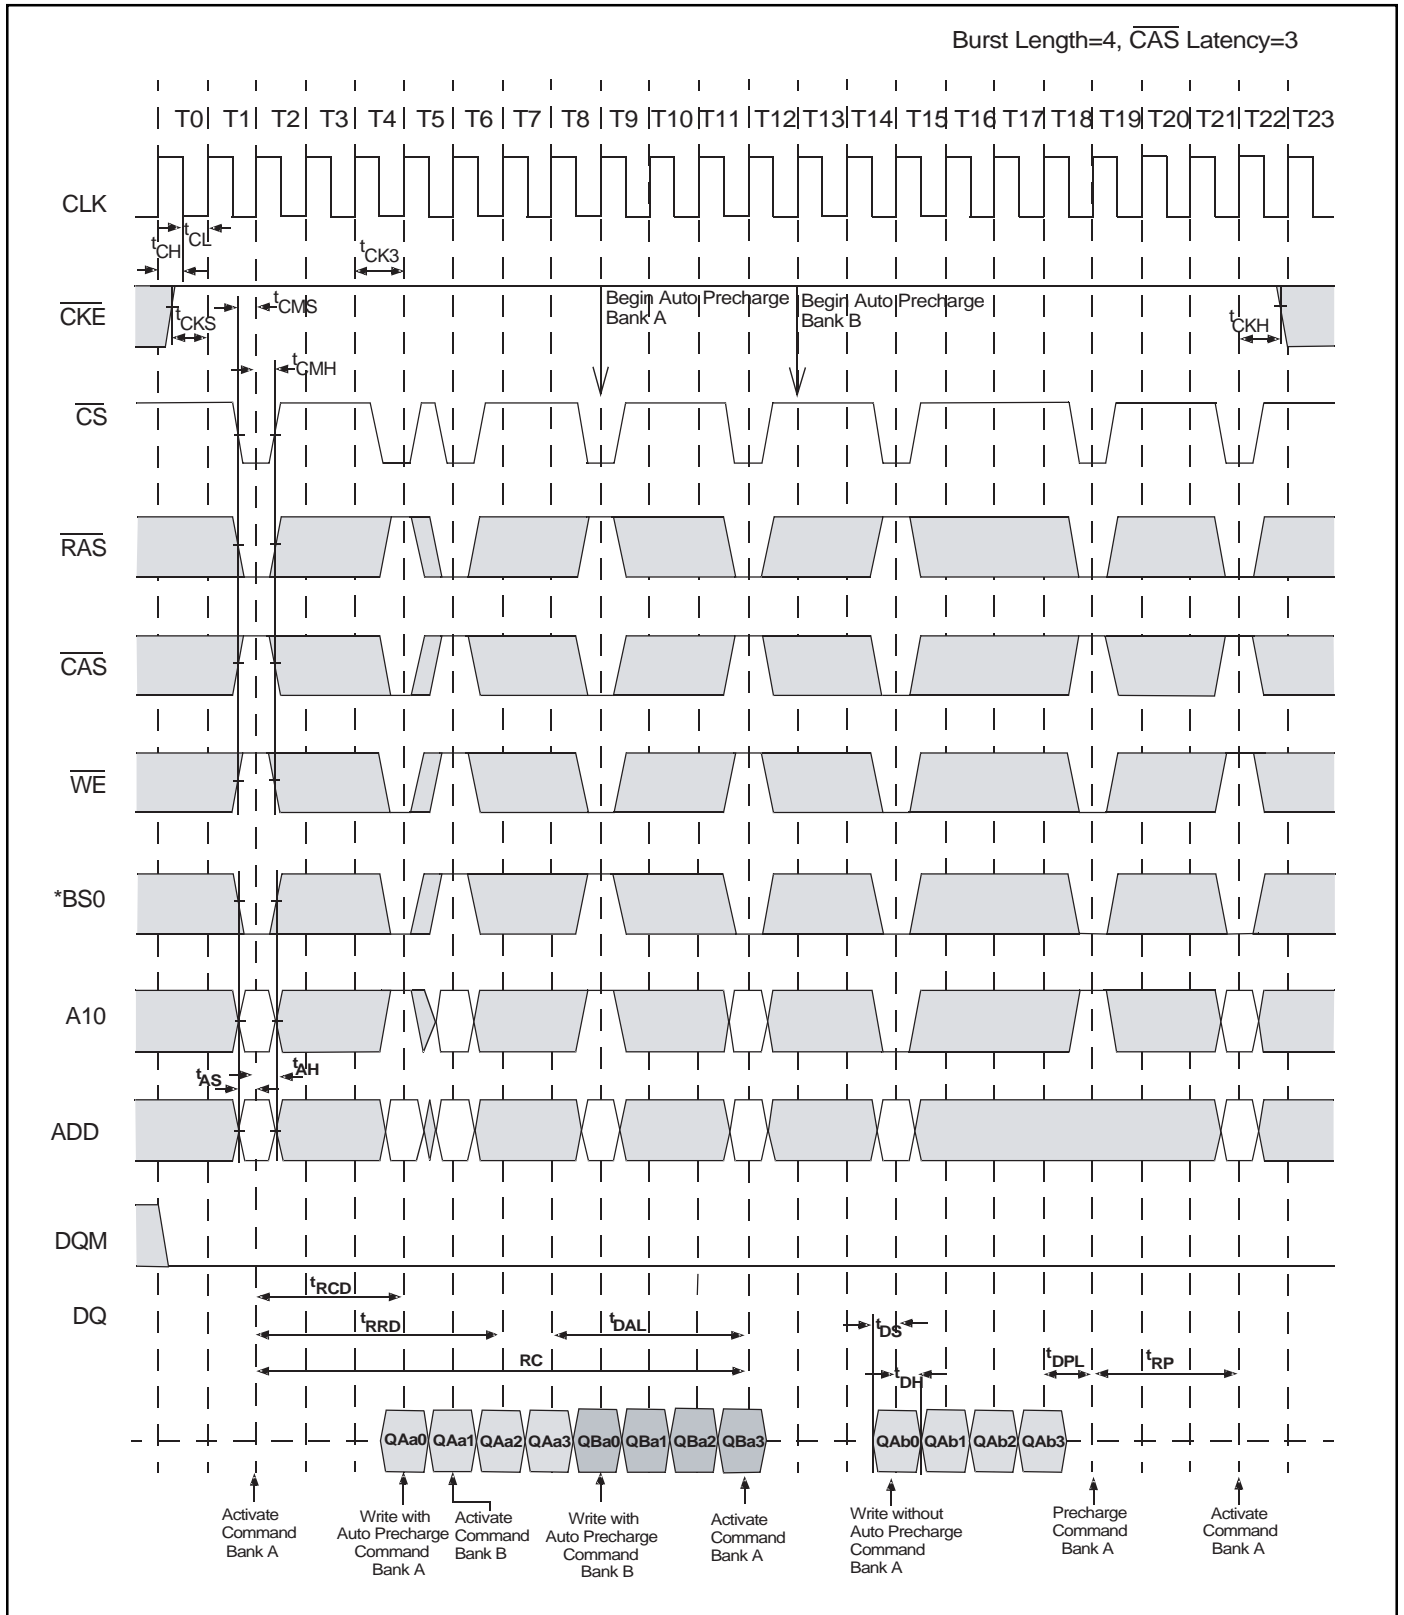 Burst Length=4, CAS Latency=3
T0 T1 T2 T3 T4 T5 T6 T7 T8 T9 T10 T11 T12 T13 T14 T15 T16 T17 T18 T19 T20 T21 T22 T23
CLK
tCH
tCL
tCK3
CKE
tCKS
tCMS
tCMH
Begin Auto Precharge
Bank A
Begin Auto Precharge
Bank B
tCKH
CS
RAS
CAS
WE
*BS0
A10
tAS
tAH
ADD
DQM
DQ
tRCD
tRRD
tDAL
RC
tDS
tDH
tDPL
tRP
QAa0 QAa1 QAa2 QAa3 QBa0 QBa1 QBa2 QBa3 QAb0 QAb1 QAb2 QAb3
Activate
Command
Bank A
Write with
Auto Precharge
Command
Bank A
Activate
Command
Bank B
Write with
Auto Precharge
Command
Bank B
Activate
Command
Bank A
Write without
Auto Precharge
Command
Bank A
Precharge
Command
Bank A
Activate
Command
Bank A